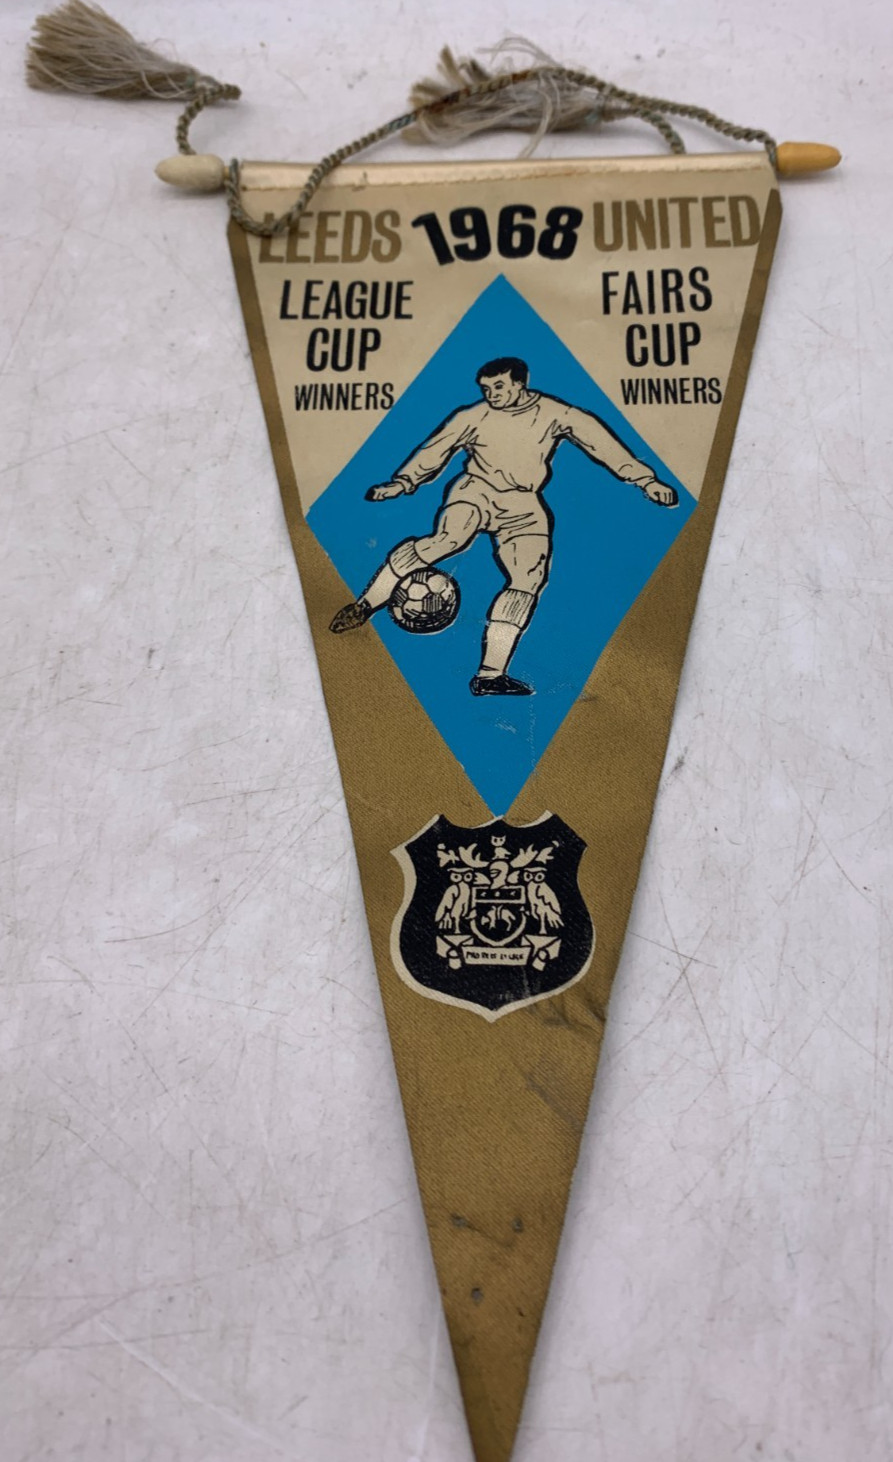 LEEDS 1968 UNITED
LEAGUE
CUP
WINNERS
FAIRS
CUP
WINNERS